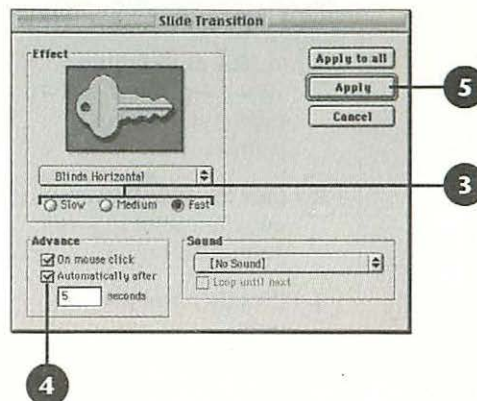 Slide Transition
Effect
Apply to all
Apply
5
Cancel
Blinds Horizontal
3
Slow Medium Fast
Advance
On mouse click
Automatically after
5 seconds
Sound
[No Sound]
Loop until next
4